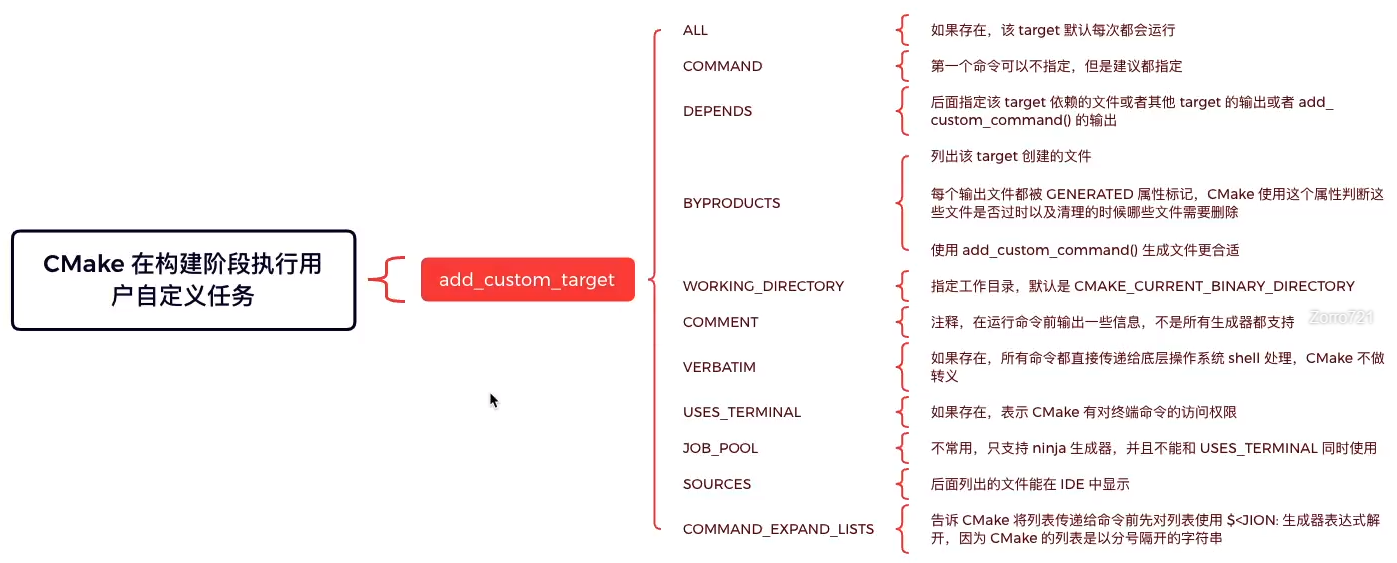 CMake 在构建阶段执行用
户自定义任务
add_custom_target
ALL
如果存在，该 target 默认每次都会运行
COMMAND
第一个命令可以不指定，但是建议都指定
DEPENDS
后面指定该 target 依赖的文件或者其他 target 的输出或者 add_
custom_command() 的输出
BYPRODUCTS
列出该 target 创建的文件
每个输出文件都被 GENERATED 属性标记，CMake 使用这个属性判断这
些文件是否过时以及清理的时候哪些文件需要删除
使用 add_custom_command() 生成文件更合适
WORKING_DIRECTORY
指定工作目录，默认是 CMAKE_CURRENT_BINARY_DIRECTORY
COMMENT
注释，在运行命令前输出一些信息，不是所有生成器都支持
Zorro721
VERBATIM
如果存在，所有命令都直接传递给底层操作系统 shell 处理，CMake 不做
转义
USES_TERMINAL
如果存在，表示 CMake 有对终端命令的访问权限
JOB_POOL
不常用，只支持 ninja 生成器，并且不能和 USES_TERMINAL 同时使用
SOURCES
后面列出的文件能在 IDE 中显示
COMMAND_EXPAND_LISTS
告诉 CMake 将列表传递给命令前先对列表使用 $<JION: 生成器表达式解
开，因为 CMake 的列表是以分号隔开的字符串